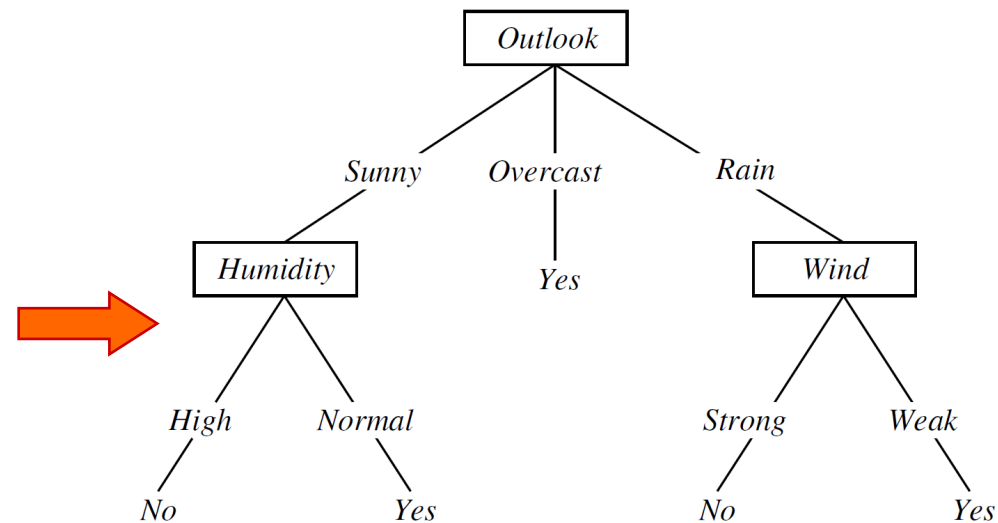 Outlook
Sunny Overcast Rain
Humidity Yes Wind
High Normal Strong Weak
No Yes No Yes